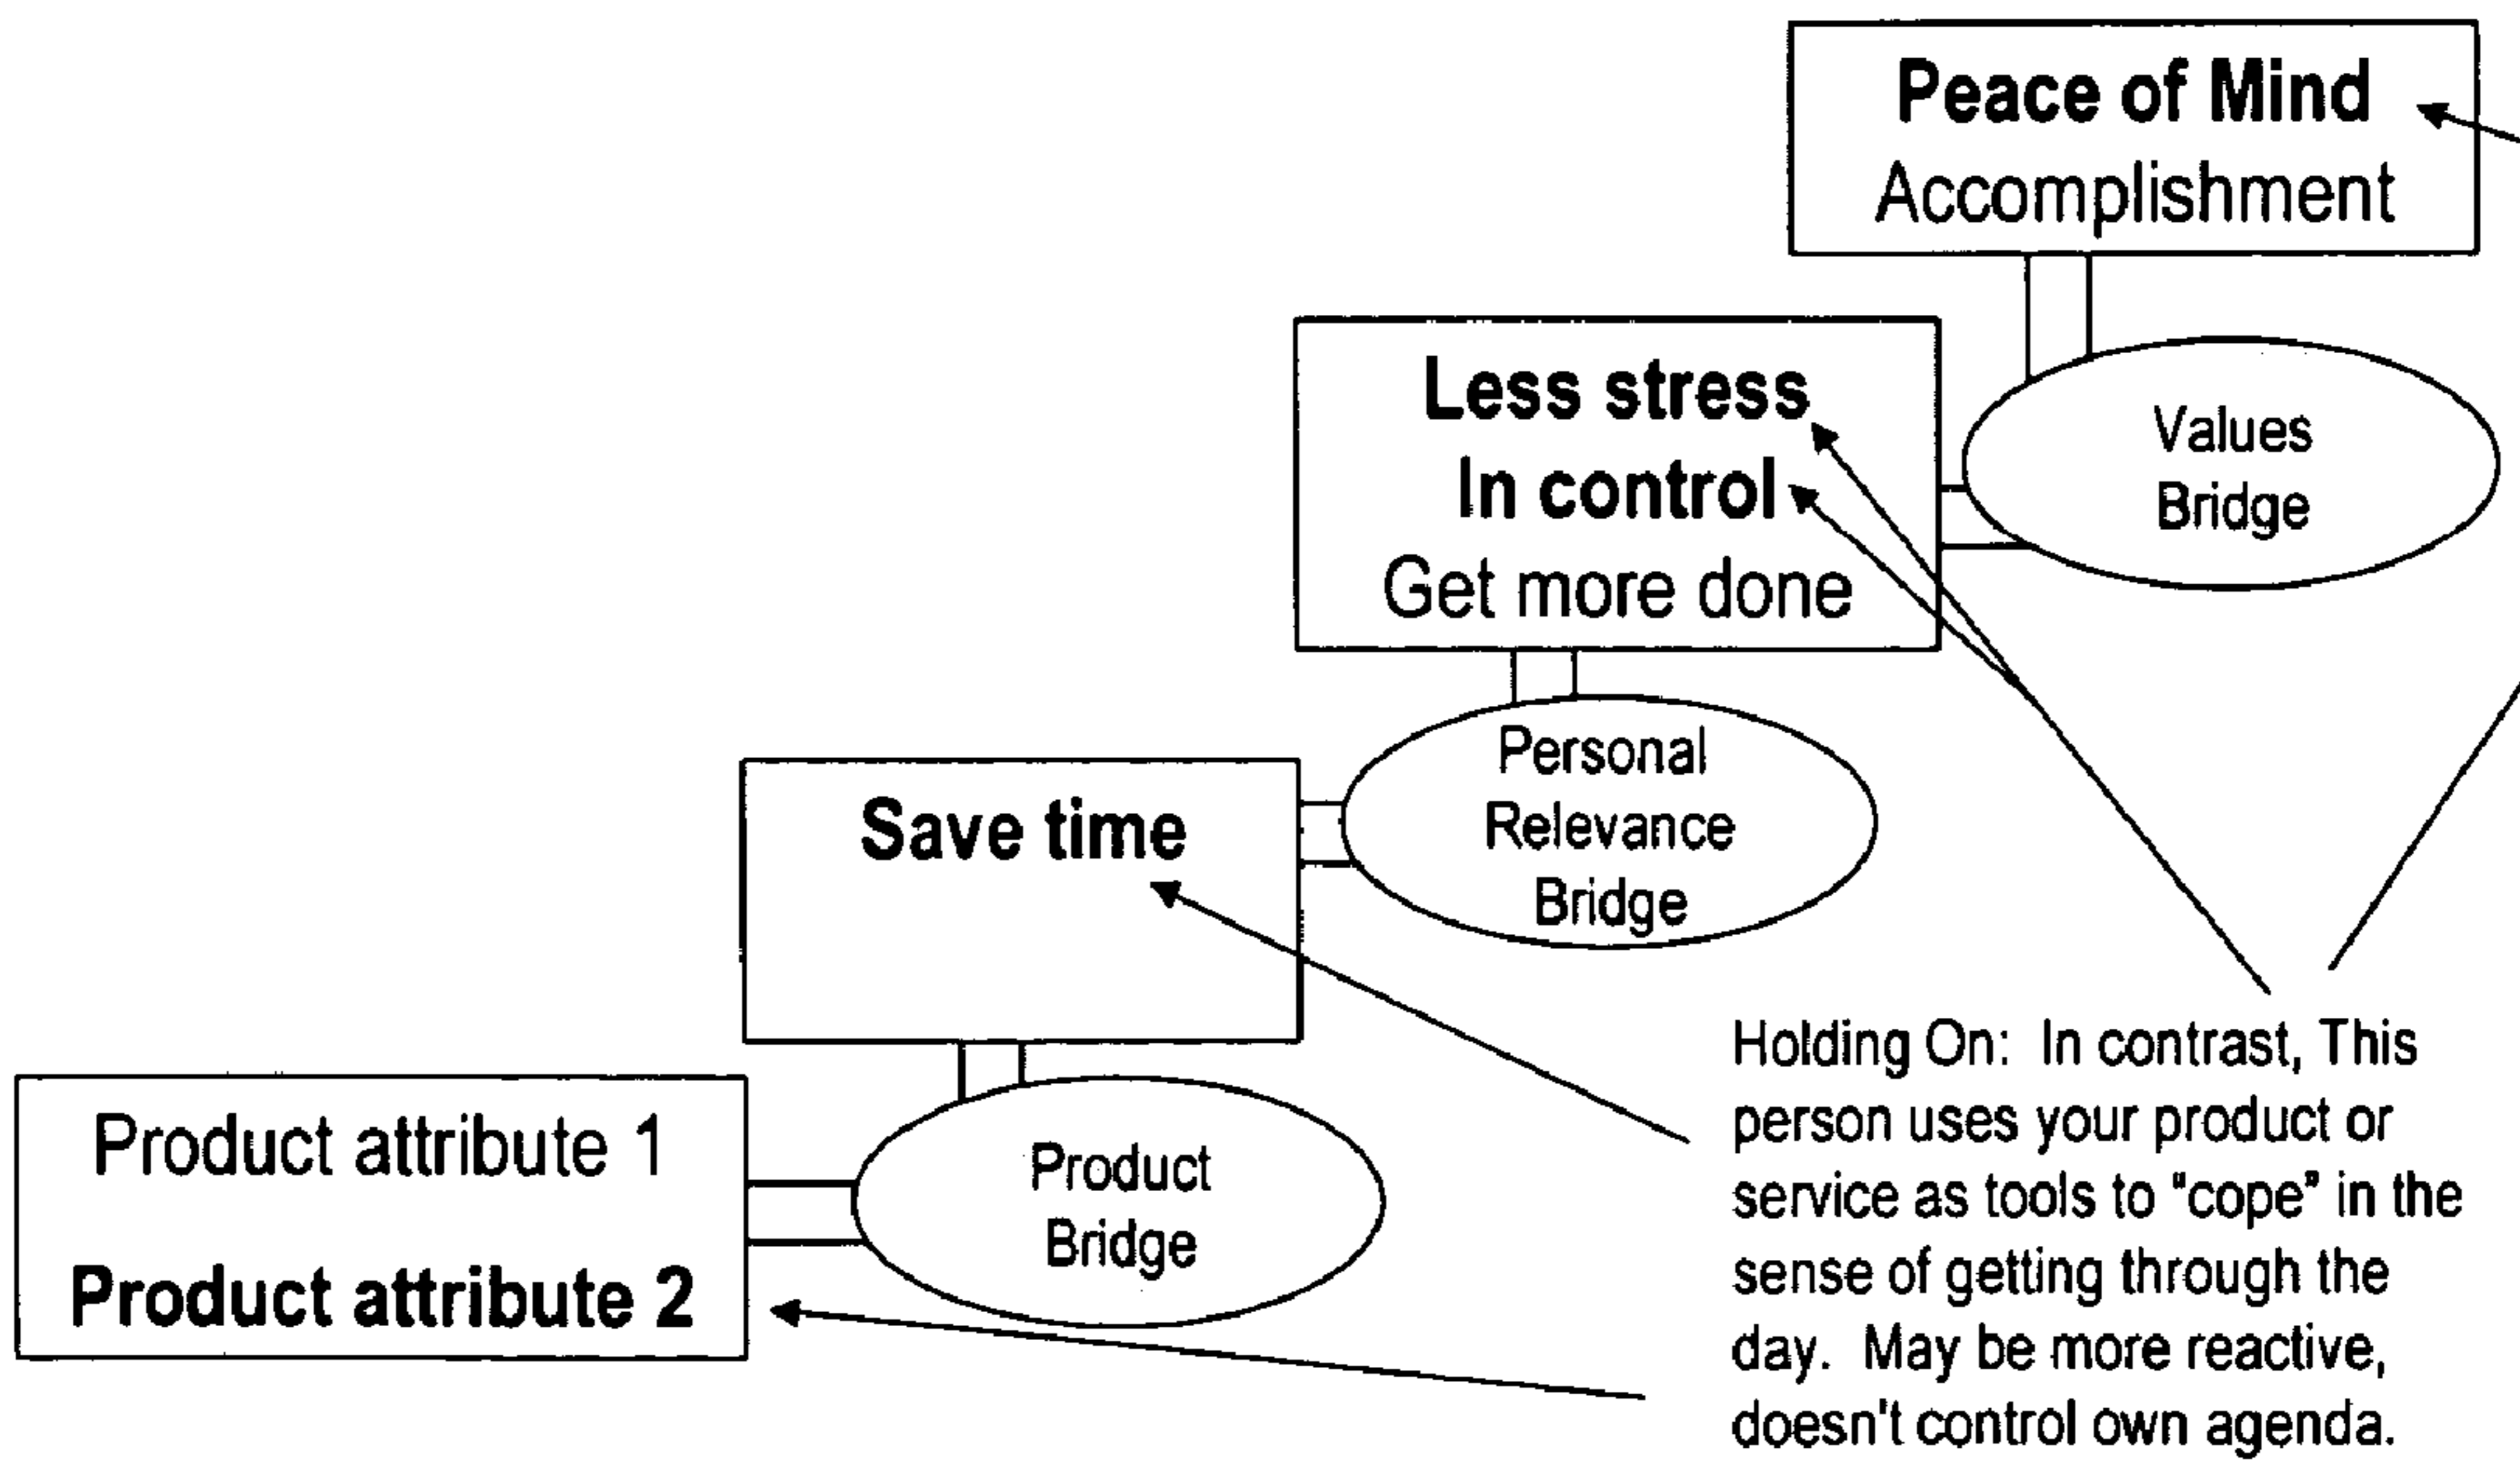 Peace of Mind
Accomplishment
Less stress
In control
Get more done
Values
Bridge
Personal
Relevance
Bridge
Save time
Product attribute 1
Product attribute 2
Product
Bridge
Holding On:  In contrast, This
person uses your product or
service as tools to "cope" in the
sense of getting through the
day.  May be more reactive,
doesn't control own agenda.